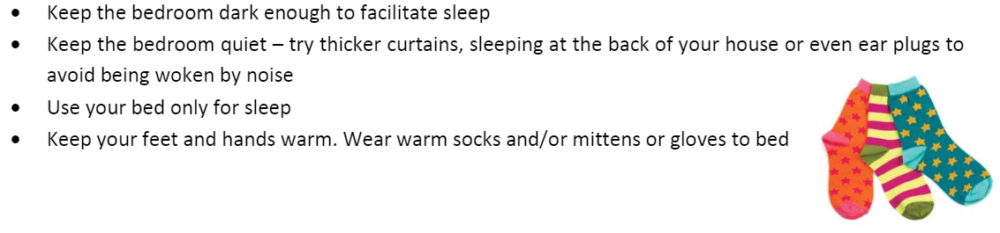 • Keep the bedroom dark enough to facilitate sleep
• Keep the bedroom quiet – try thicker curtains, sleeping at the back of your house or even ear plugs to
avoid being woken by noise
• Use your bed only for sleep
• Keep your feet and hands warm. Wear warm socks and/or mittens or gloves to bed